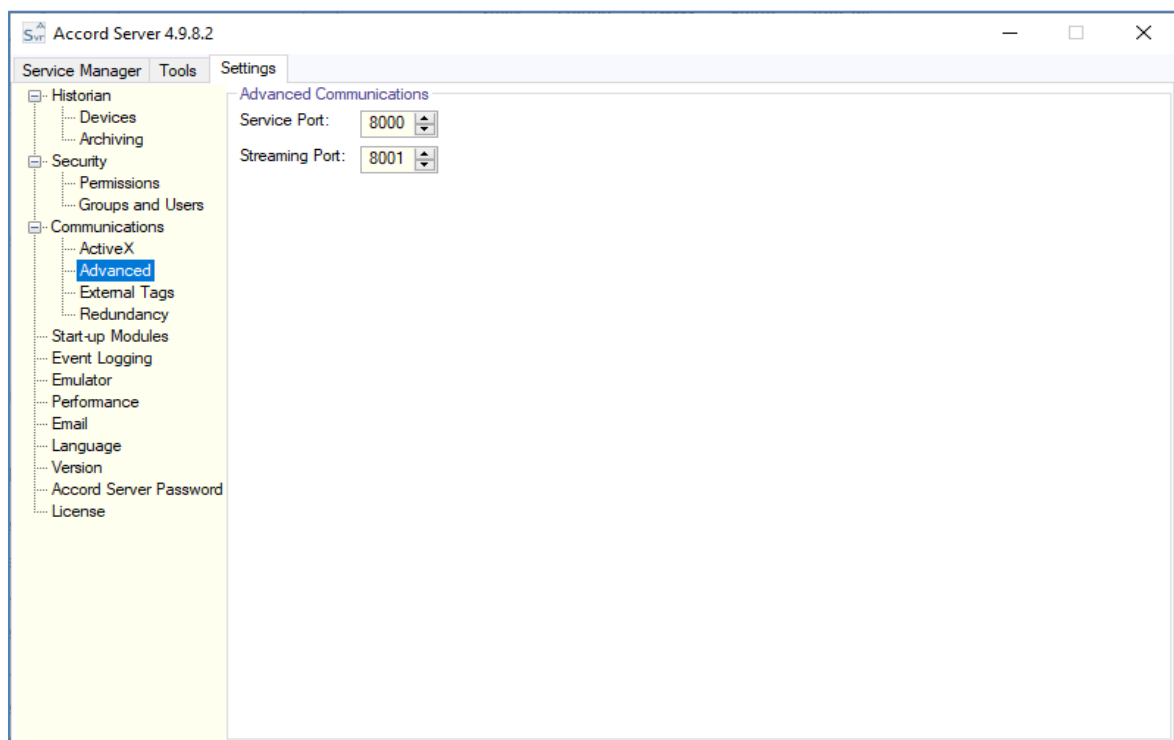 Accord Server 4.9.8.2
Service Manager Tools Settings
Historian
Devices
Archiving
Security
Permissions
Groups and Users
Communications
ActiveX
Advanced
External Tags
Redundancy
Start-up Modules
Event Logging
Emulator
Performance
Email
Language
Version
Accord Server Password
License
Advanced Communications
Service Port: 8000
Streaming Port: 8001